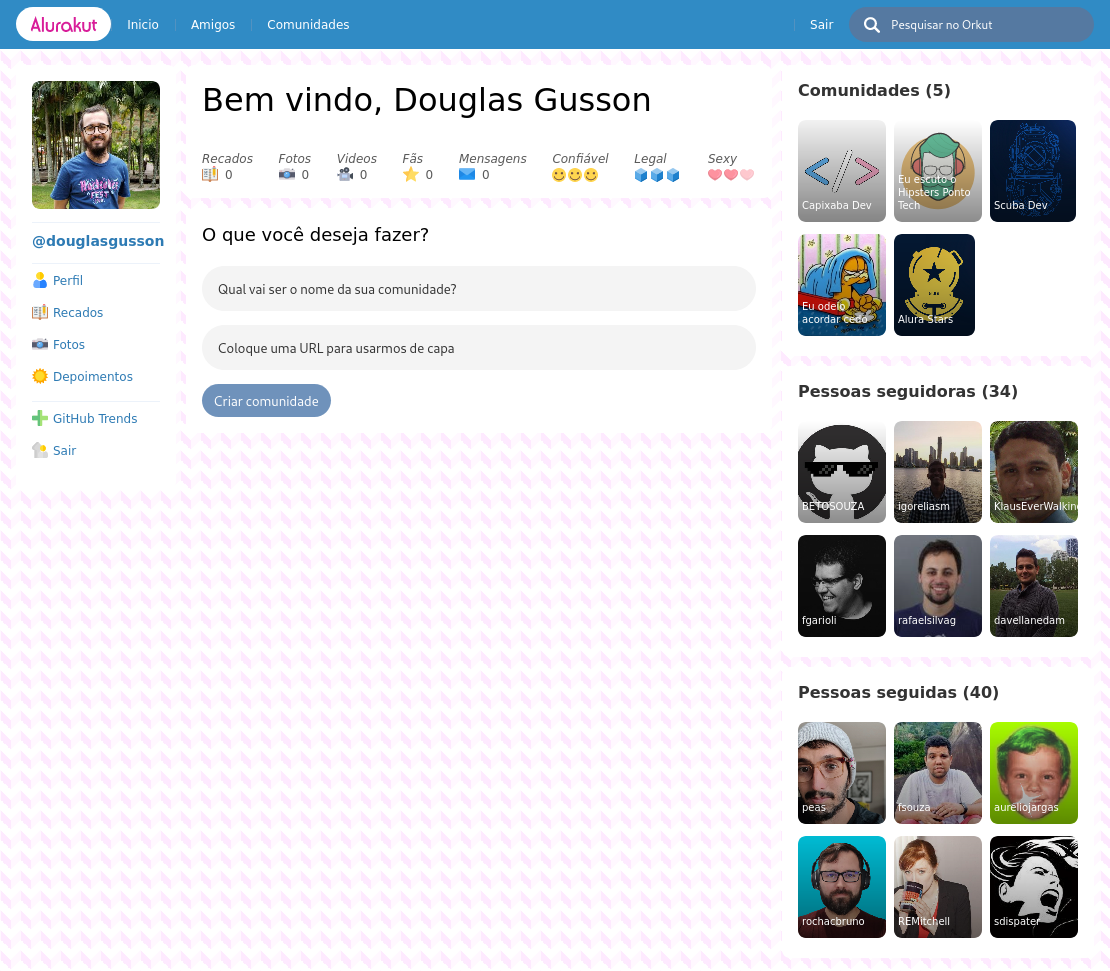 Alurakut
Inicio
Amigos
Comunidades
Sair
Pesquisar no Orkut
@douglasgusson
Perfil
Recados
Fotos
Depoimentos
GitHub Trends
Sair
Bem vindo, Douglas Gusson
Recados Fotos Videos Fãs Mensagens Confiável Legal Sexy
0 0 0 0 0
O que você deseja fazer?
Qual vai ser o nome da sua comunidade?
Coloque uma URL para usarmos de capa
Criar comunidade
Comunidades (5)
Capixaba Dev
Eu escuto o
Hipsters Ponto
Tech
Scuba Dev
Eu odeio
acordar cedo
Alura Stars
Pessoas seguidoras (34)
BETOSOUZA
igoreliasm
KlausEverWalkin
fgarioli
rafaelsilvag
davellanedam
Pessoas seguidas (40)
peas
fsouza
aureliojargas
rochacbruno
REMitchell
sdispater